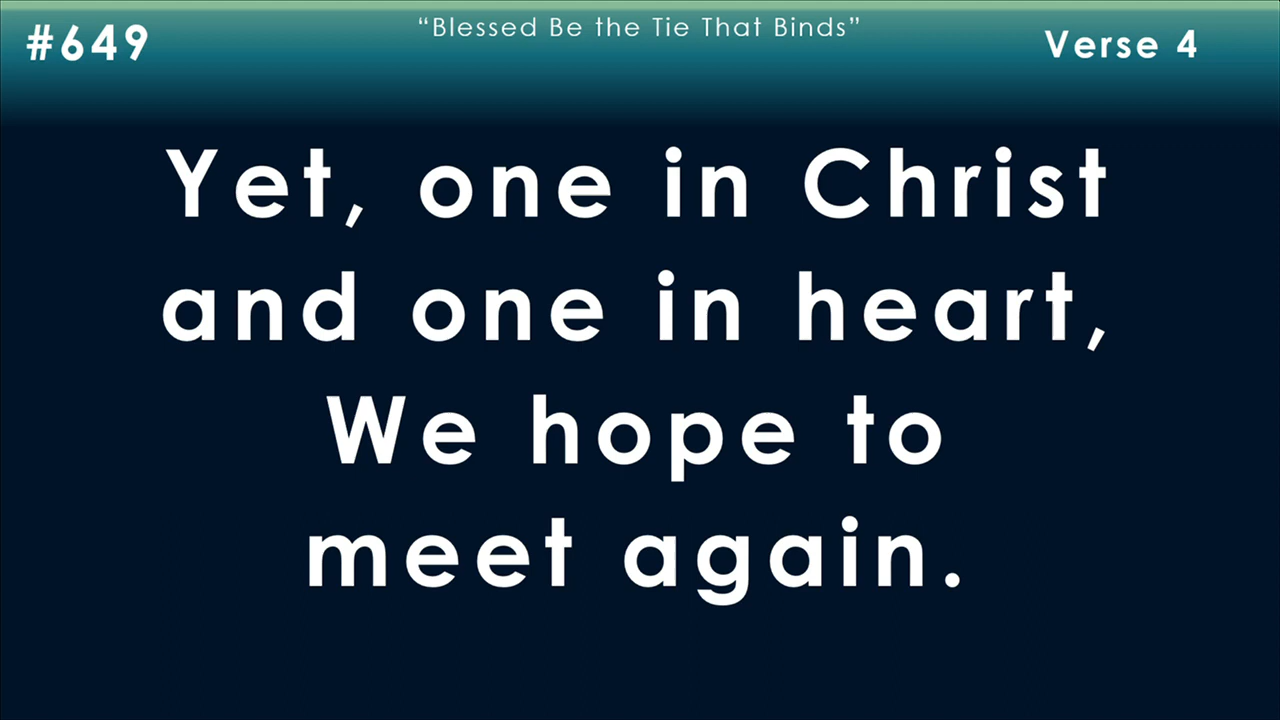 #649
“Blessed Be the Tie That Binds”
Verse 4
Yet, one in Christ
and one in heart,
We hope to
meet again.